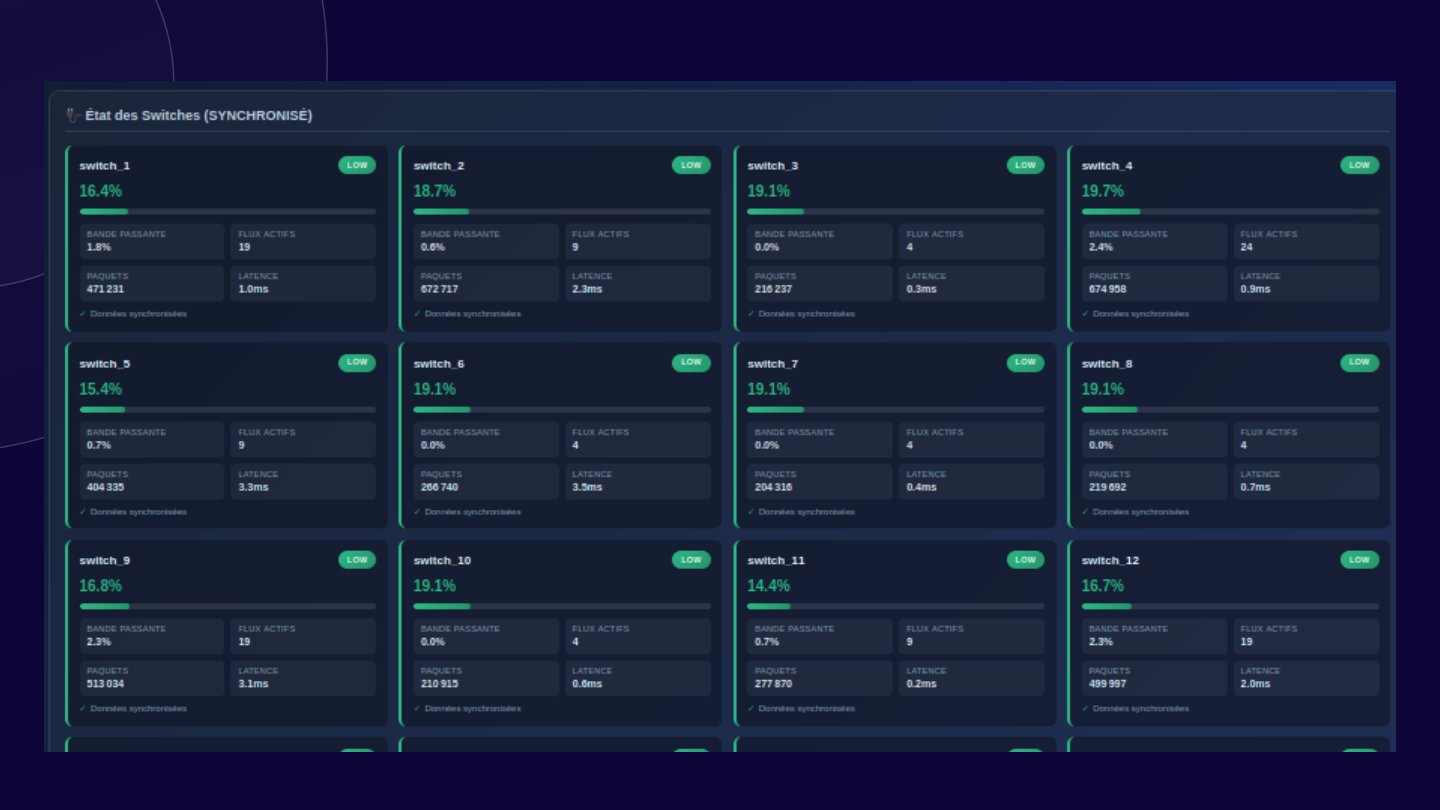 État des Switches (SYNCHRONISÉ)
switch_1 LOW
16.4%
BANDE PASSANTE FLUX ACTIFS
1.8% 19
PAQUETS LATENCE
471 231 1.0ms
✓ Données synchronisées
switch_2 LOW
18.7%
BANDE PASSANTE FLUX ACTIFS
0.6% 9
PAQUETS LATENCE
672 717 2.3ms
✓ Données synchronisées
switch_3 LOW
19.1%
BANDE PASSANTE FLUX ACTIFS
0.0% 4
PAQUETS LATENCE
216 237 0.3ms
✓ Données synchronisées
switch_4 LOW
19.7%
BANDE PASSANTE FLUX ACTIFS
2.4% 24
PAQUETS LATENCE
674 958 0.9ms
✓ Données synchronisées
switch_5 LOW
15.4%
BANDE PASSANTE FLUX ACTIFS
0.7% 9
PAQUETS LATENCE
404 335 3.3ms
✓ Données synchronisées
switch_6 LOW
19.1%
BANDE PASSANTE FLUX ACTIFS
0.0% 4
PAQUETS LATENCE
266 740 3.5ms
✓ Données synchronisées
switch_7 LOW
19.1%
BANDE PASSANTE FLUX ACTIFS
0.0% 4
PAQUETS LATENCE
204 316 0.4ms
✓ Données synchronisées
switch_8 LOW
19.1%
BANDE PASSANTE FLUX ACTIFS
0.0% 4
PAQUETS LATENCE
219 692 0.7ms
✓ Données synchronisées
switch_9 LOW
16.8%
BANDE PASSANTE FLUX ACTIFS
2.3% 19
PAQUETS LATENCE
513 034 3.1ms
✓ Données synchronisées
switch_10 LOW
19.1%
BANDE PASSANTE FLUX ACTIFS
0.0% 4
PAQUETS LATENCE
210 915 0.6ms
✓ Données synchronisées
switch_11 LOW
14.4%
BANDE PASSANTE FLUX ACTIFS
0.7% 9
PAQUETS LATENCE
277 870 0.2ms
✓ Données synchronisées
switch_12 LOW
16.7%
BANDE PASSANTE FLUX ACTIFS
2.3% 19
PAQUETS LATENCE
499 997 2.0ms
✓ Données synchronisées